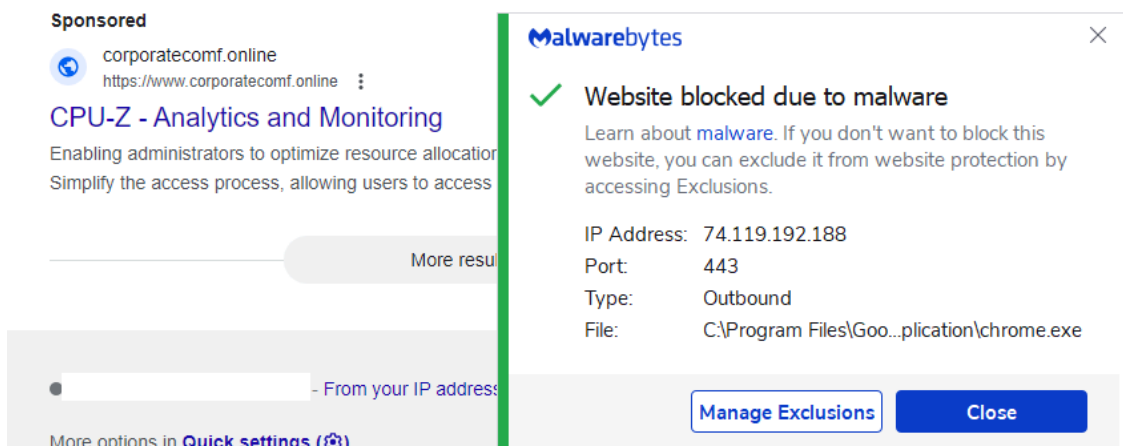 Sponsored
corporatecomf.online
https://www.corporatecomf.online
CPU-Z - Analytics and Monitoring
Enabling administrators to optimize resource allocation
Simplify the access process, allowing users to access
More resul
- From your IP address
More options in Quick settings
Malwarebytes
Website blocked due to malware
Learn about malware. If you don't want to block this
website, you can exclude it from website protection by
accessing Exclusions.
IP Address: 74.119.192.188
Port: 443
Type: Outbound
File: C:\Program Files\Goo...plication\chrome.exe
Manage Exclusions
Close